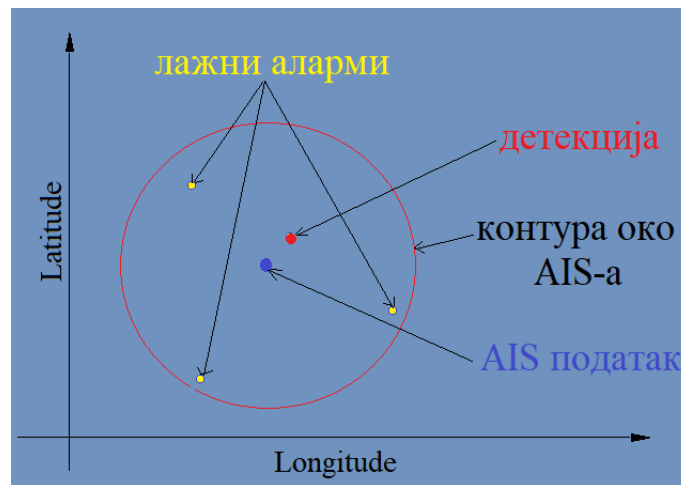 лажни аларми
детекција
контура око
AIS-а
AIS податак
Latitude
Longitude